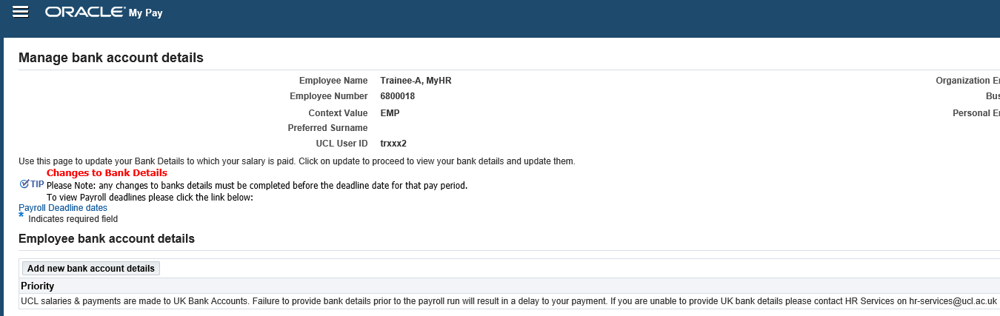 ORACLE My Pay
Manage bank account details
Employee Name Trainee-A, MyHR Organization
Employee Number 6800018
Context Value EMP Personal
Preferred Surname
UCL User ID trxxx2
Use this page to update your Bank Details to which your salary is paid. Click on update to proceed to view your bank details and update them.
Changes to Bank Details
TIP Please Note: any changes to banks details must be completed before the deadline date for that pay period.
To view Payroll deadlines please click the link below:
Payroll Deadline dates
* Indicates required field
Employee bank account details
Add new bank account details
Priority
UCL salaries & payments are made to UK Bank Accounts. Failure to provide bank details prior to the payroll run will result in a delay to your payment. If you are unable to provide UK bank details please contact HR Services on hr-services@ucl.ac.uk